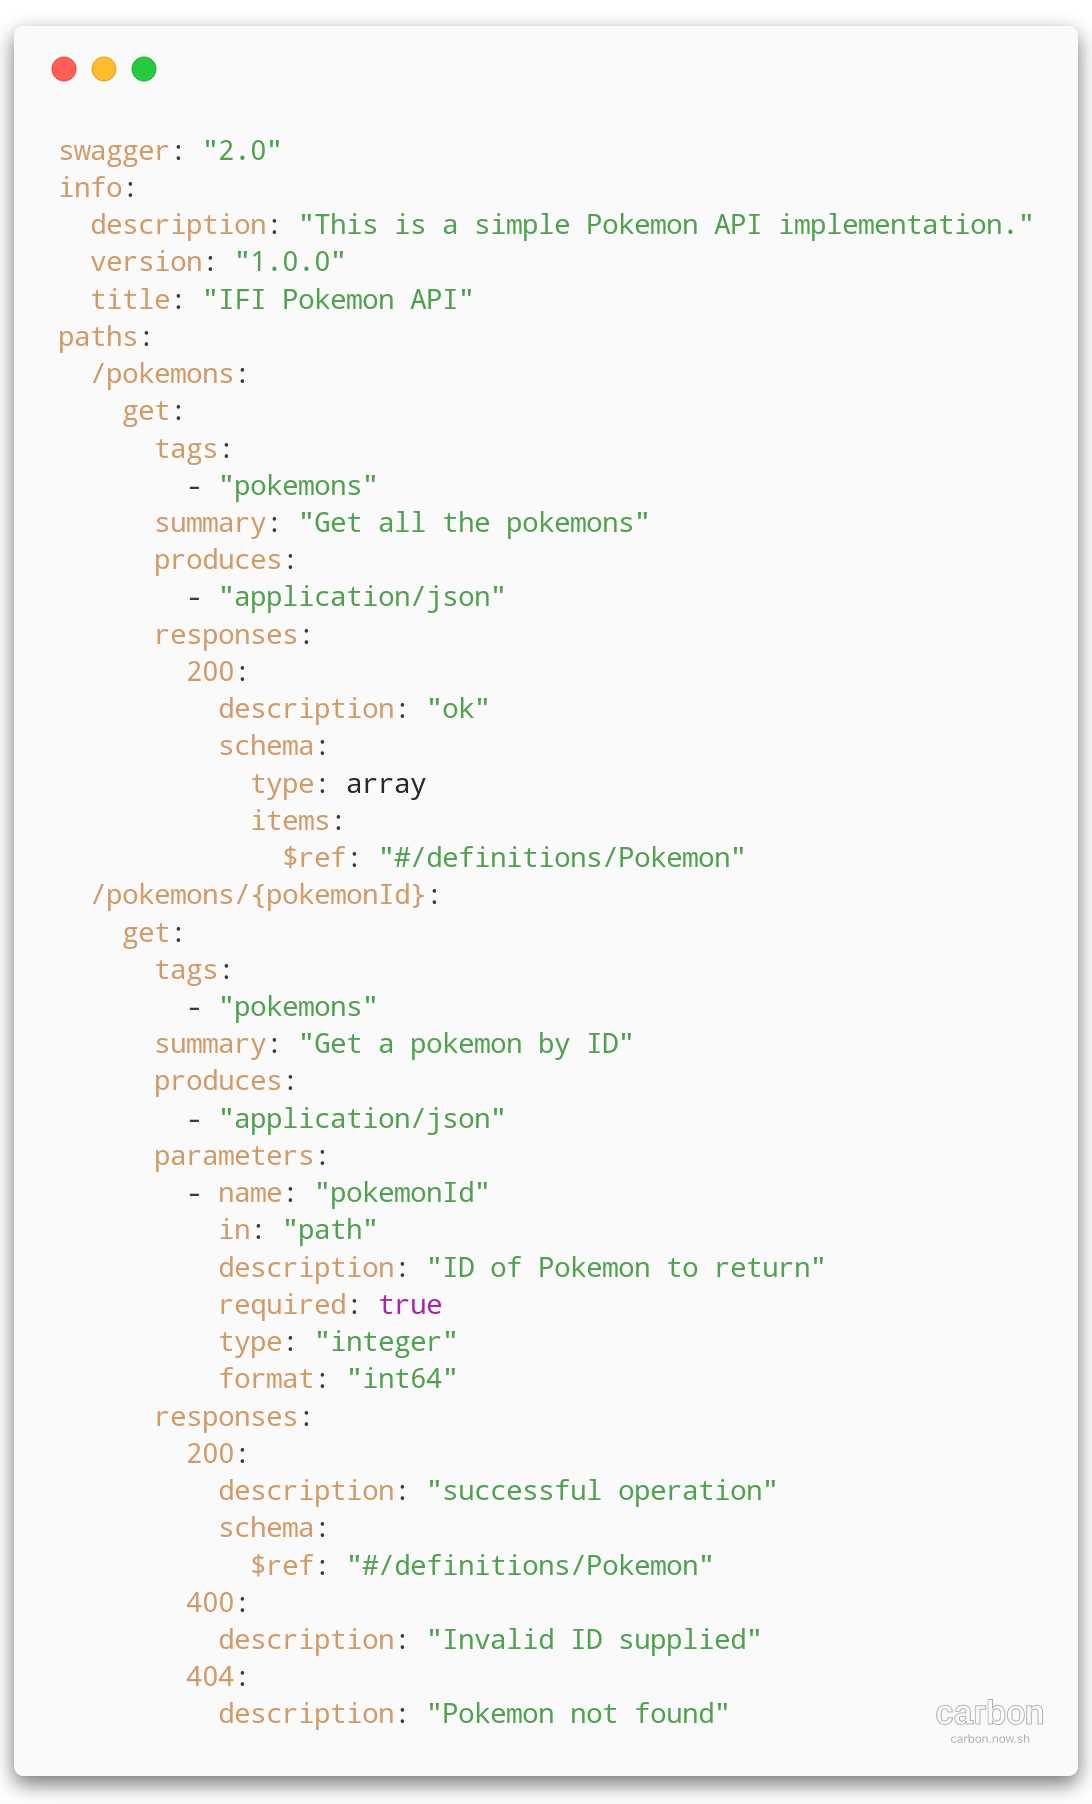 swagger: "2.0"
info:
  description: "This is a simple Pokemon API implementation."
  version: "1.0.0"
  title: "IFI Pokemon API"
paths:
  /pokemons:
    get:
      tags:
        - "pokemons"
      summary: "Get all the pokemons"
      produces:
        - "application/json"
      responses:
        200:
          description: "ok"
          schema:
            type: array
            items:
              $ref: "#/definitions/Pokemon"
  /pokemons/{pokemonId}:
    get:
      tags:
        - "pokemons"
      summary: "Get a pokemon by ID"
      produces:
        - "application/json"
      parameters:
        - name: "pokemonId"
          in: "path"
          description: "ID of Pokemon to return"
          required: true
          type: "integer"
          format: "int64"
      responses:
        200:
          description: "successful operation"
          schema:
            $ref: "#/definitions/Pokemon"
        400:
          description: "Invalid ID supplied"
        404:
          description: "Pokemon not found"
carbon
carbon.now.sh